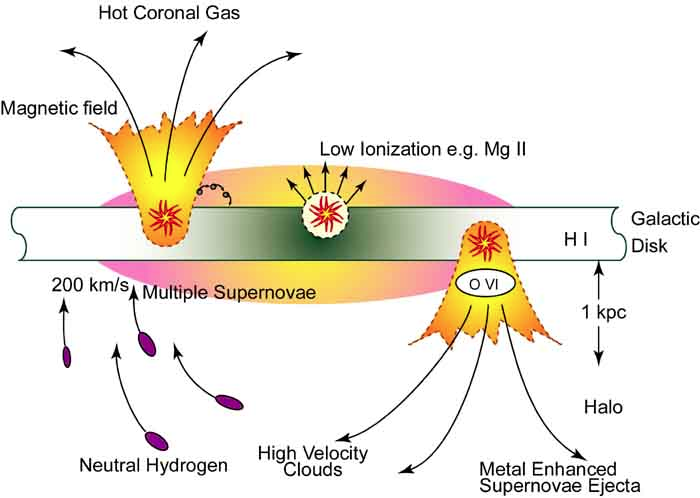 Hot Coronal Gas
Magnetic field
Low Ionization e.g. Mg II
Galactic
Disk
H I
O VI
200 km/s
Multiple Supernovae
1 kpc
Halo
Neutral Hydrogen
High Velocity
Clouds
Metal Enhanced
Supernovae Ejecta